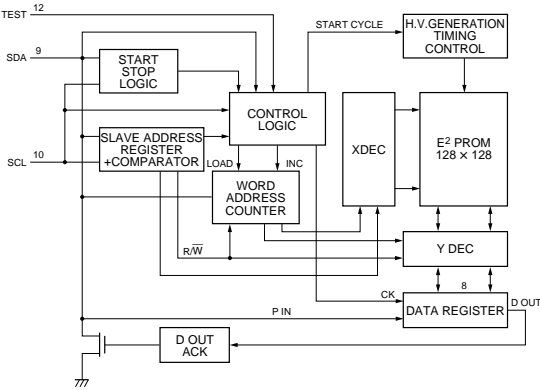 TEST 12
START CYCLE
H.V.GENERATION
TIMING
CONTROL
SDA 9
START
STOP
LOGIC
CONTROL
LOGIC
XDEC
E² PROM
128 × 128
SLAVE ADDRESS
REGISTER
+COMPARATOR
SCL 10
LOAD
INC
WORD
ADDRESS
COUNTER
R/W̅
Y DEC
8
CK
D OUT
P IN
DATA REGISTER
D OUT
ACK